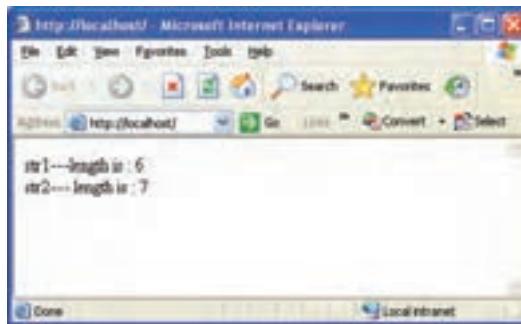 http://localhost/ - Microsoft Internet Explorer
File Edit View Favorites Tools Help
Back Search Favorites
Address http://localhost/ Go Links » Convert Select
str1---length is : 6
str2--- length is : 7
Done Local intranet